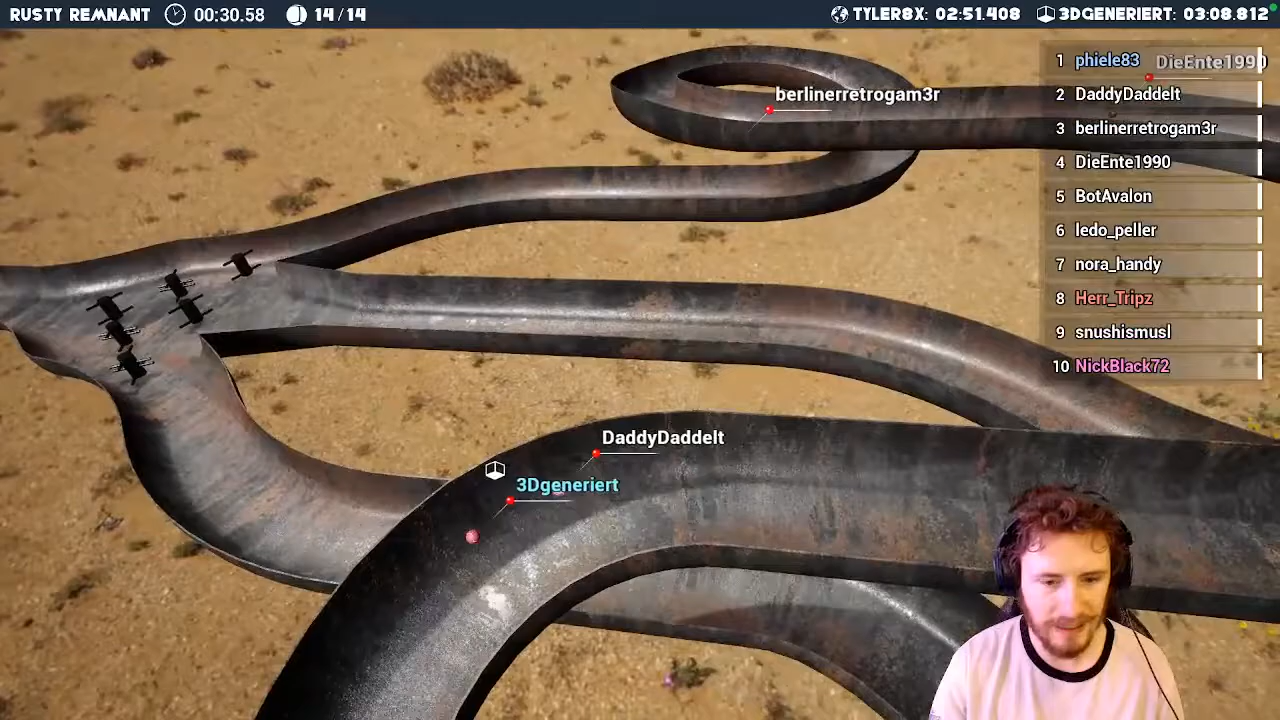 RUSTY REMNANT 00:30.58 14/14 TYLER8X: 02:51.408 3DGENERIERT: 03:08.812
1 phiele83
DieEnte1990
2 DaddyDaddelt
3 berlinerretrogam3r
4 DieEnte1990
5 BotAvalon
6 ledo_peller
7 nora_handy
8 Herr_Tripz
9 snushismusl
10 NickBlack72
berlinerretrogam3r
DaddyDaddelt
3Dgeneriert